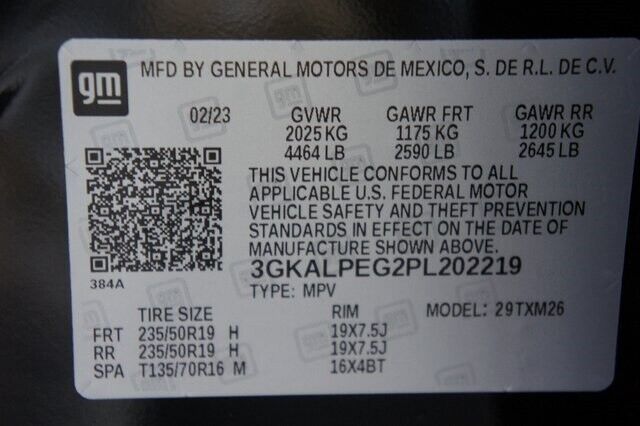 gm
MFD BY GENERAL MOTORS DE MEXICO, S. DE R.L. DE C.V.
02/23 GVWR GAWR FRT GAWR RR
2025 KG 1175 KG 1200 KG
4464 LB 2590 LB 2645 LB
THIS VEHICLE CONFORMS TO ALL
APPLICABLE U.S. FEDERAL MOTOR
VEHICLE SAFETY AND THEFT PREVENTION
STANDARDS IN EFFECT ON THE DATE OF
MANUFACTURE SHOWN ABOVE.
384A
3GKALPEG2PL202219
TYPE: MPV
TIRE SIZE RIM MODEL: 29TXM26
FRT 235/50R19 H 19X7.5J
RR 235/50R19 H 19X7.5J
SPA T135/70R16 M 16X4BT